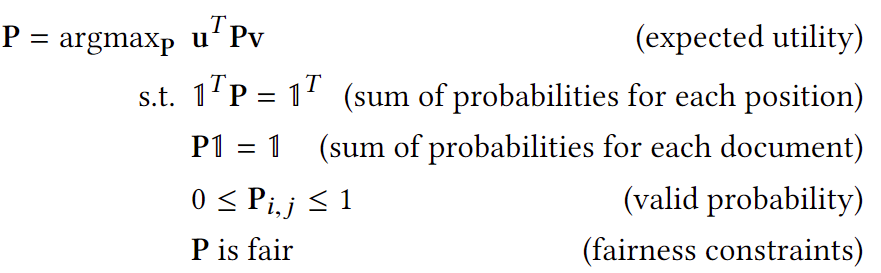 P = argmax_P u^T Pv (expected utility)
s.t. 𝟙^T P = 𝟙^T (sum of probabilities for each position)
P𝟙 = 𝟙 (sum of probabilities for each document)
0 ≤ P_{i,j} ≤ 1 (valid probability)
P is fair (fairness constraints)